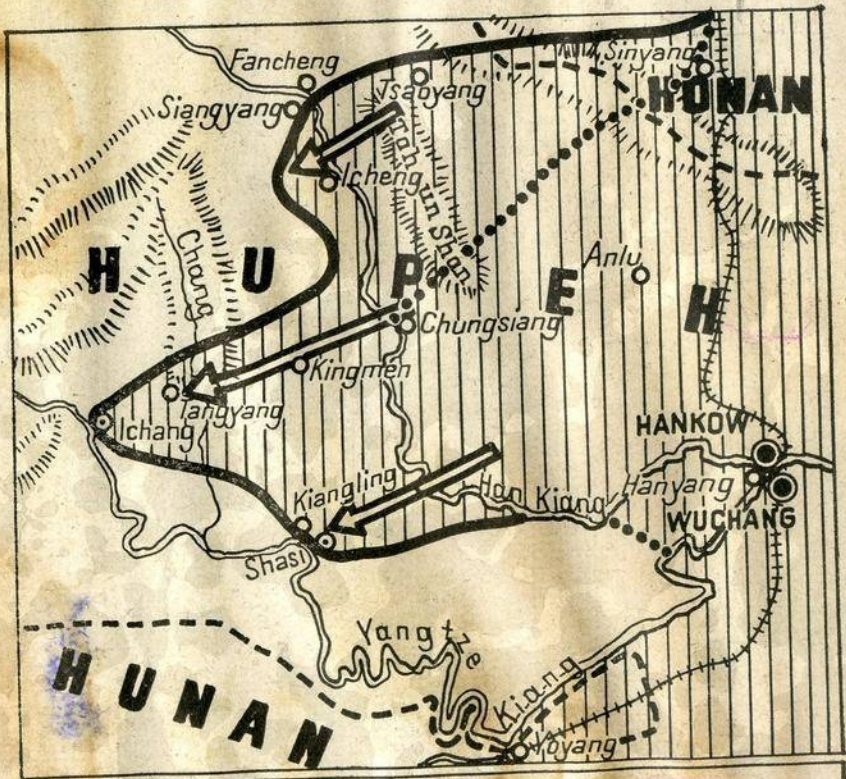 Fancheng
Sinyang
Siangyang
Tsaoyang
HONAN
Icheng
Tah un Shan
Chang
Anlu
H U P E H
Chungsiang
Kingmen
Tangyang
Ichang
HANKOW
Kiangling
Han Kiang
Hanyang
WUCHANG
Shasi
Yangtze Kiang
HUNAN
Yoyang